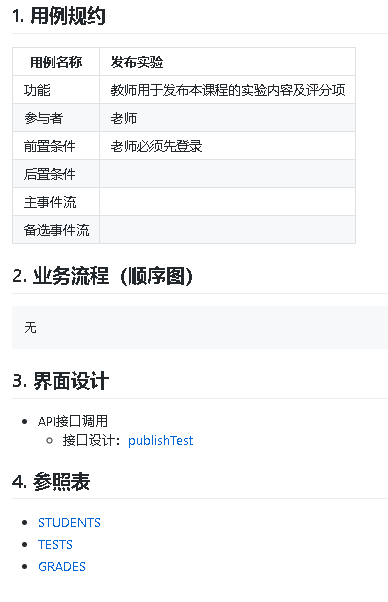 1. 用例规约
用例名称 发布实验
功能 教师用于发布本课程的实验内容及评分项
参与者 老师
前置条件 老师必须先登录
后置条件
主事件流
备选事件流
2. 业务流程（顺序图）
无
3. 界面设计
API接口调用
接口设计：publishTest
4. 参照表
STUDENTS
TESTS
GRADES